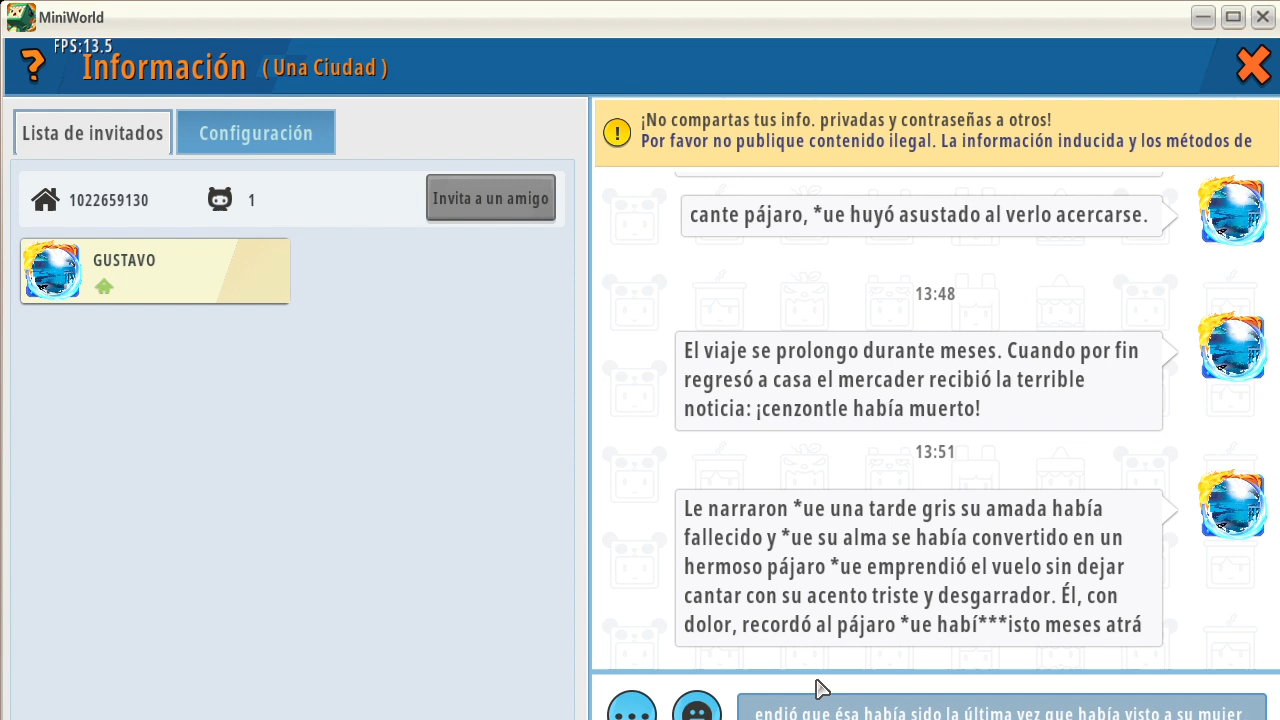 MiniWorld
FPS:13.5
Información
( Una Ciudad )
Lista de invitados
Configuración
1022659130
1
Invita a un amigo
GUSTAVO
¡No compartas tus info. privadas y contraseñas a otros!
Por favor no publique contenido ilegal. La información inducida y los métodos de
cante pájaro, *ue huyó asustado al verlo acercarse.
13:48
El viaje se prolongo durante meses. Cuando por fin
regresó a casa el mercader recibió la terrible
noticia: ¡cenzontle había muerto!
13:51
Le narraron *ue una tarde gris su amada había
fallecido y *ue su alma se había convertido en un
hermoso pájaro *ue emprendió el vuelo sin dejar
cantar con su acento triste y desgarrador. Él, con
dolor, recordó al pájaro *ue habí***isto meses atrá
endió que ésa había sido la última vez que había visto a su mujer